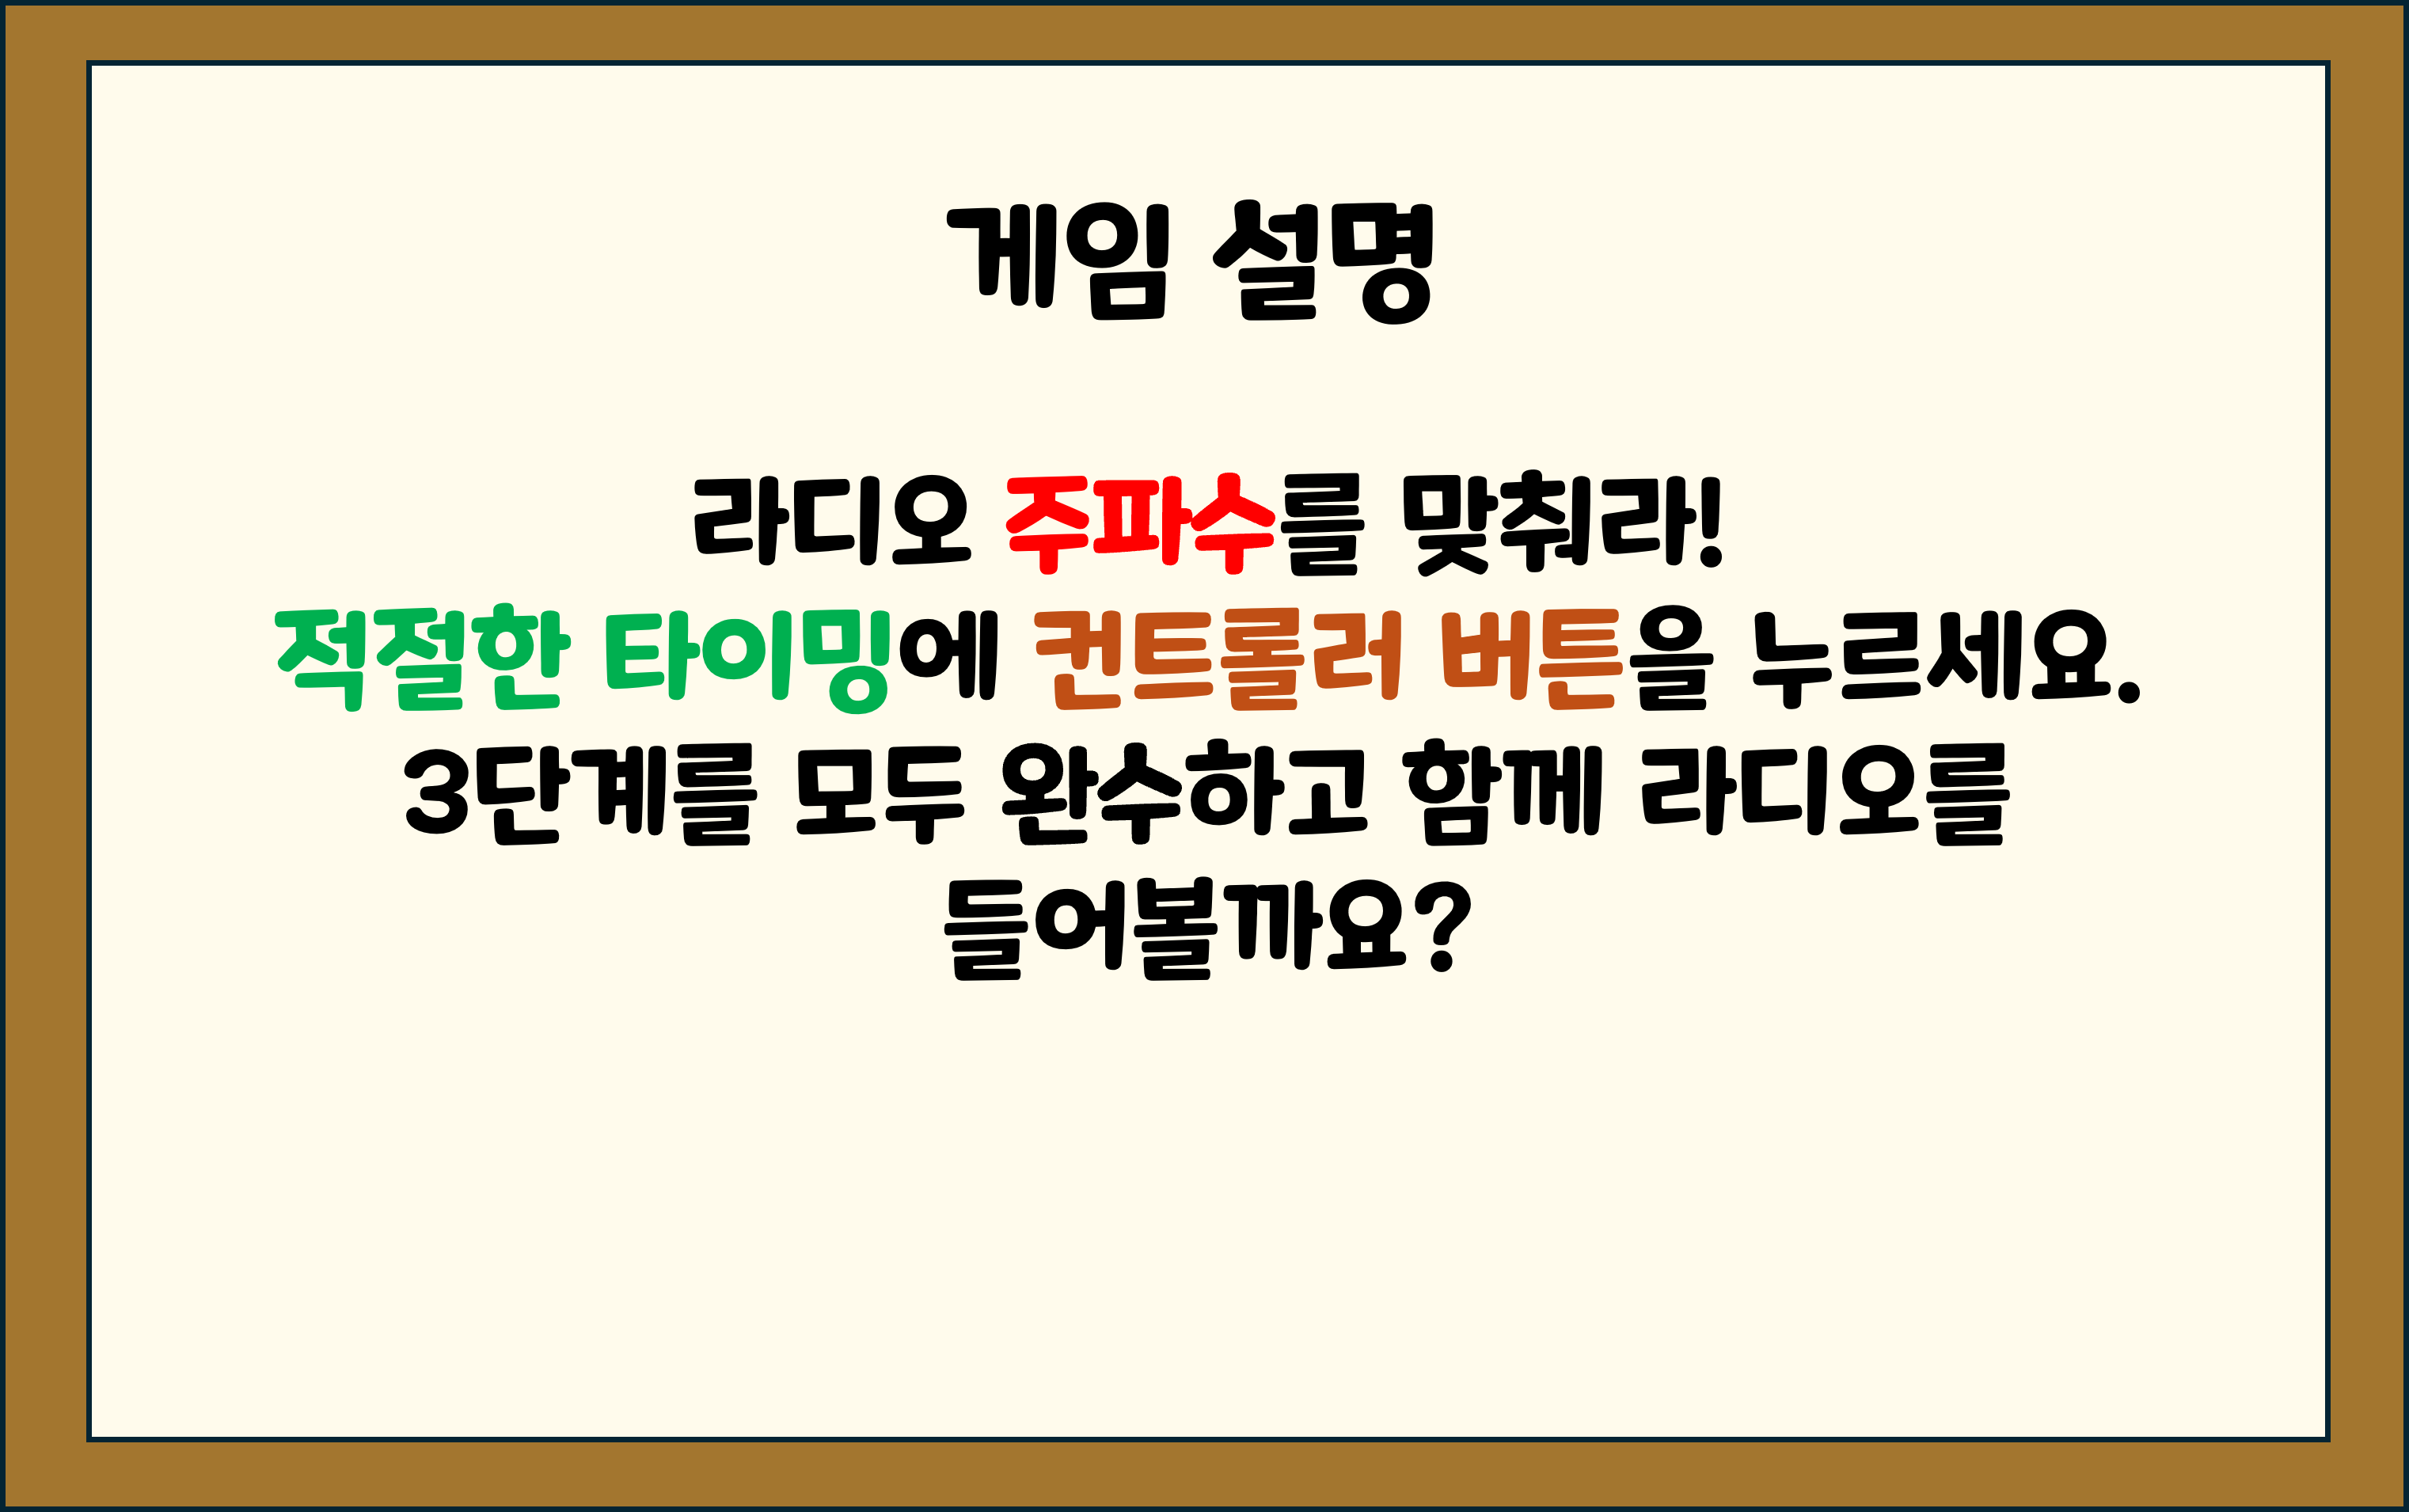 게임 설명
라디오 주파수를 맞춰라!
적절한 타이밍에 컨트롤러 버튼을 누르세요.
3단계를 모두 완수하고 함께 라디오를
들어볼까요?